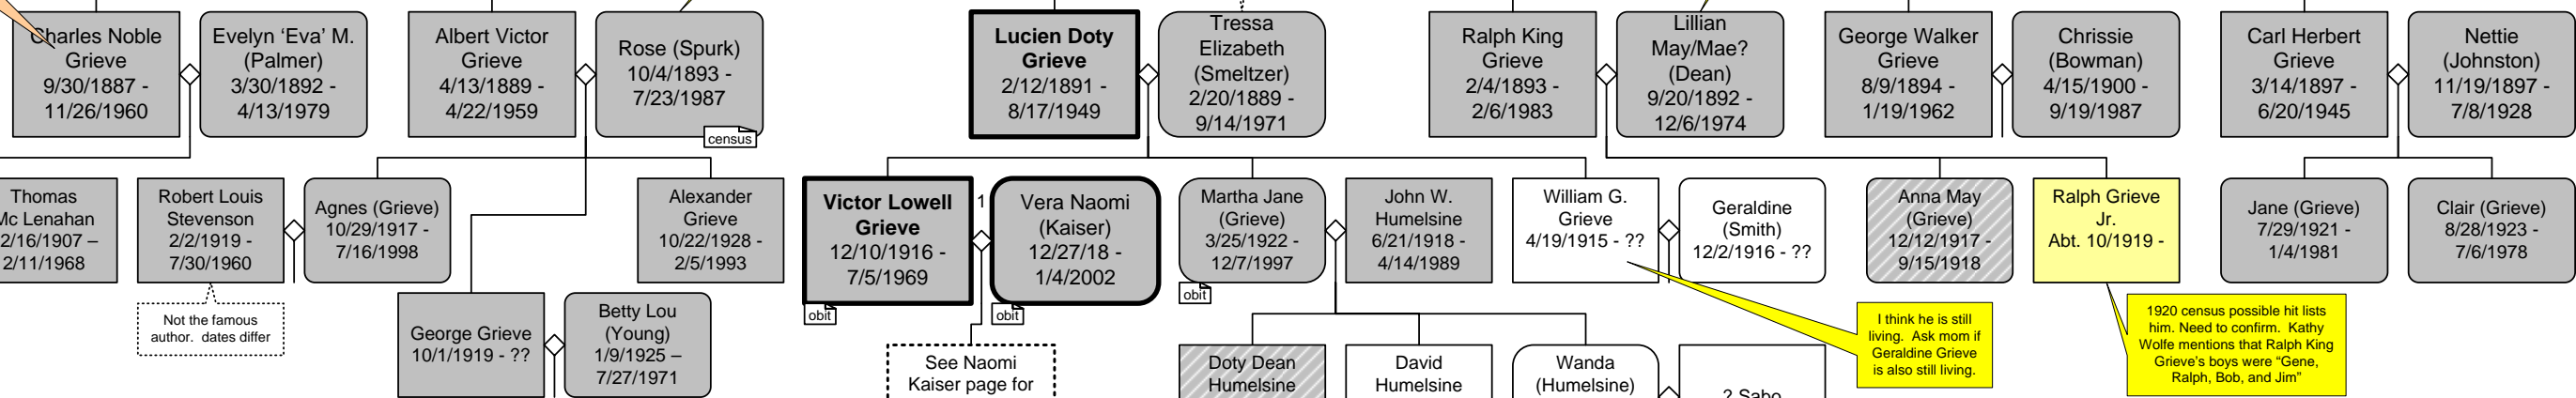 Charles Noble
Grieve
9/30/1887 -
11/26/1960
Evelyn ‘Eva’ M.
(Palmer)
3/30/1892 -
4/13/1979
Albert Victor
Grieve
4/13/1889 -
4/22/1959
Rose (Spurk)
10/4/1893 -
7/23/1987
census
Lucien Doty
Grieve
2/12/1891 -
8/17/1949
Tressa
Elizabeth
(Smeltzer)
2/20/1889 -
9/14/1971
Ralph King
Grieve
2/4/1893 -
2/6/1983
Lillian
May/Mae?
(Dean)
9/20/1892 -
12/6/1974
George Walker
Grieve
8/9/1894 -
1/19/1962
Chrissie
(Bowman)
4/15/1900 -
9/19/1987
Carl Herbert
Grieve
3/14/1897 -
6/20/1945
Nettie
(Johnston)
11/19/1897 -
7/8/1928
Thomas
Mc Lenahan
2/16/1907 –
2/11/1968
Robert Louis
Stevenson
2/2/1919 -
7/30/1960
Agnes (Grieve)
10/29/1917 -
7/16/1998
Alexander
Grieve
10/22/1928 -
2/5/1993
Victor Lowell
Grieve
12/10/1916 -
7/5/1969
obit
1
Vera Naomi
(Kaiser)
12/27/18 -
1/4/2002
obit
Martha Jane
(Grieve)
3/25/1922 -
12/7/1997
obit
John W.
Humelsine
6/21/1918 -
4/14/1989
William G.
Grieve
4/19/1915 - ??
Geraldine
(Smith)
12/2/1916 - ??
Anna May
(Grieve)
12/12/1917 -
9/15/1918
Ralph Grieve
Jr.
Abt. 10/1919 -
Jane (Grieve)
7/29/1921 -
1/4/1981
Clair (Grieve)
8/28/1923 -
7/6/1978
Not the famous
author.  dates differ
George Grieve
10/1/1919 - ??
Betty Lou
(Young)
1/9/1925 –
7/27/1971
See Naomi
Kaiser page for
Doty Dean
Humelsine
David
Humelsine
Wanda
(Humelsine)
? Sabo
I think he is still
living.  Ask mom if
Geraldine Grieve
is also still living.
1920 census possible hit lists
him. Need to confirm.  Kathy
Wolfe mentions that Ralph King
Grieve's boys were “Gene,
Ralph, Bob, and Jim”